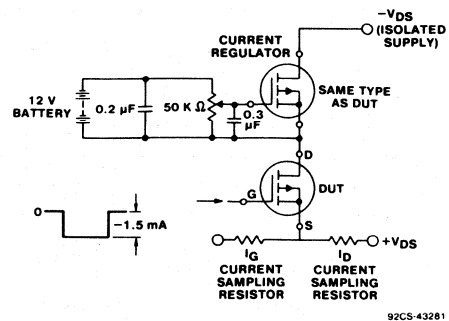 −VDS
(ISOLATED
SUPPLY)
CURRENT
REGULATOR
SAME TYPE
AS DUT
12 V
BATTERY
0.2 µF
50 K Ω
0.3
µF
D
DUT
G
S
0
−1.5 mA
+VDS
IG
CURRENT
SAMPLING
RESISTOR
ID
CURRENT
SAMPLING
RESISTOR
92CS-43281